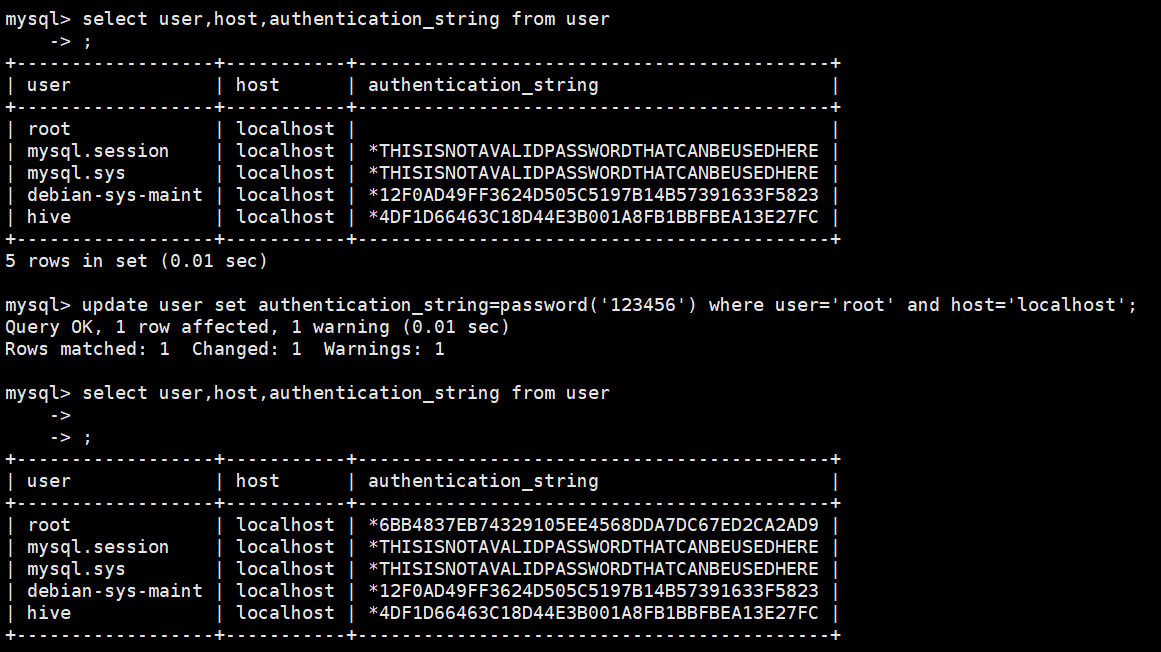 mysql> select user,host,authentication_string from user
    -> ;
+------------------+-----------+-------------------------------------------+
| user             | host      | authentication_string                     |
+------------------+-----------+-------------------------------------------+
| root             | localhost |                                           |
| mysql.session    | localhost | *THISISNOTAVALIDPASSWORDTHATCANBEUSEDHERE |
| mysql.sys        | localhost | *THISISNOTAVALIDPASSWORDTHATCANBEUSEDHERE |
| debian-sys-maint | localhost | *12F0AD49FF3624D505C5197B14B57391633F5823 |
| hive             | localhost | *4DF1D66463C18D44E3B001A8FB1BBFBEA13E27FC |
+------------------+-----------+-------------------------------------------+
5 rows in set (0.01 sec)

mysql> update user set authentication_string=password('123456') where user='root' and host='localhost';
Query OK, 1 row affected, 1 warning (0.01 sec)
Rows matched: 1  Changed: 1  Warnings: 1

mysql> select user,host,authentication_string from user
    ->
    -> ;
+------------------+-----------+-------------------------------------------+
| user             | host      | authentication_string                     |
+------------------+-----------+-------------------------------------------+
| root             | localhost | *6BB4837EB74329105EE4568DDA7DC67ED2CA2AD9 |
| mysql.session    | localhost | *THISISNOTAVALIDPASSWORDTHATCANBEUSEDHERE |
| mysql.sys        | localhost | *THISISNOTAVALIDPASSWORDTHATCANBEUSEDHERE |
| debian-sys-maint | localhost | *12F0AD49FF3624D505C5197B14B57391633F5823 |
| hive             | localhost | *4DF1D66463C18D44E3B001A8FB1BBFBEA13E27FC |
+------------------+-----------+-------------------------------------------+